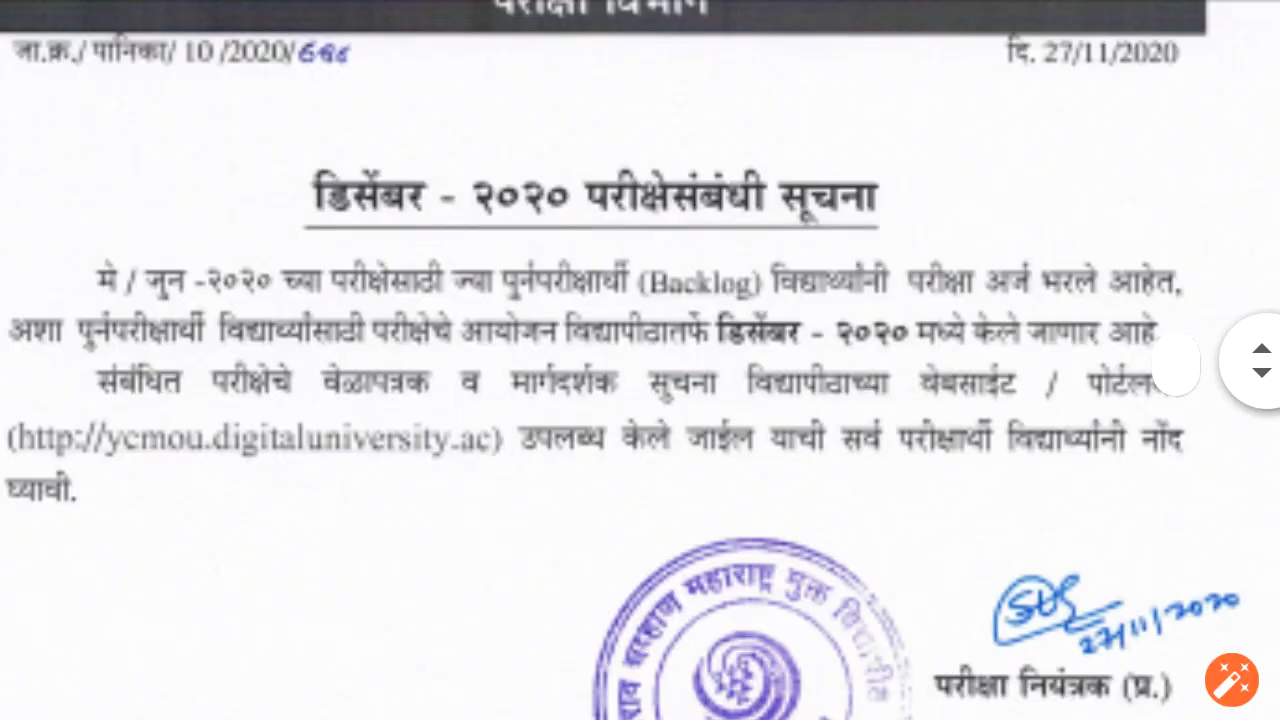 परीक्षा विभाग
जा.क्र./ पानिका/ 10 /2020/
दि. 27/11/2020
डिसेंबर - २०२० परीक्षेसंबंधी सूचना
मे / जुन -२०२० च्या परीक्षेसाठी ज्या पुर्नपरीक्षार्थी (Backlog) विद्यार्थ्यांनी परीक्षा अर्ज भरले आहेत,
अशा पुर्नपरीक्षार्थी विद्यार्थ्यांसाठी परीक्षेचे आयोजन विद्यापीठातर्फे डिसेंबर - २०२० मध्ये केले जाणार आहे
संबंधित परीक्षेचे वेळापत्रक व मार्गदर्शक सुचना विद्यापीठाच्या वेबसाईट /
(http://ycmou.digitaluniversity.ac) उपलब्ध केले जाईल याची सर्व परीक्षार्थी विद्यार्थ्यांनी नोंद
घ्यावी.
महाराष्ट्र मुक्त विद्यापीठ
27/11/2020
परीक्षा नियंत्रक (प्र.)